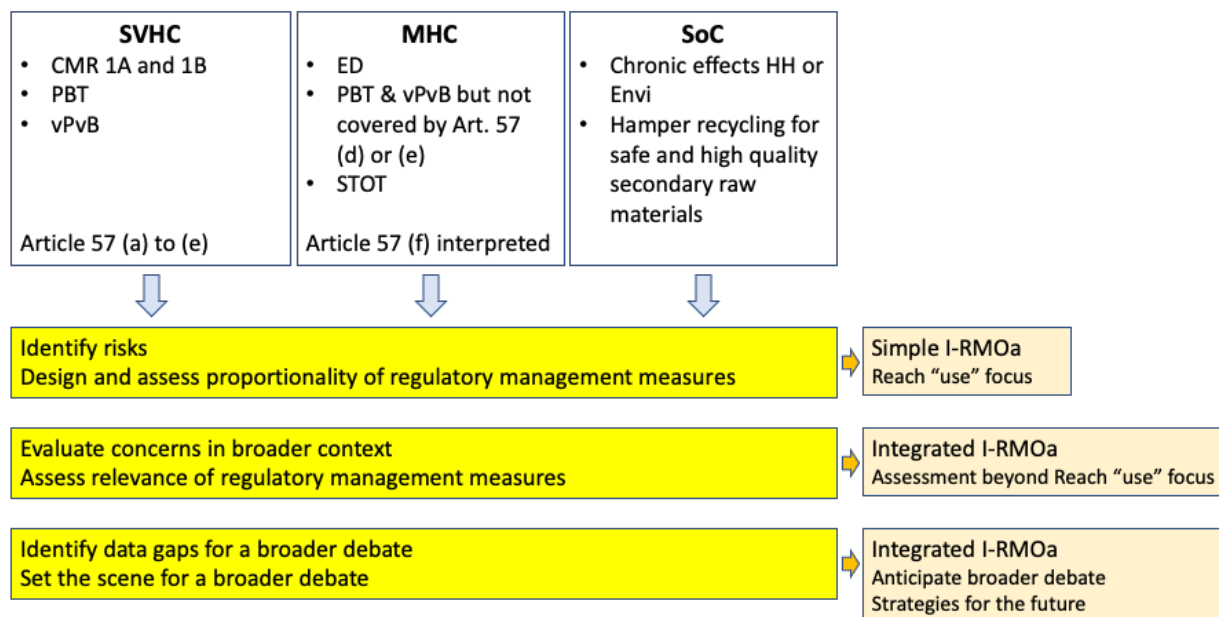 SVHC
• CMR 1A and 1B
• PBT
• vPvB
Article 57 (a) to (e)
MHC
• ED
• PBT & vPvB but not
covered by Art. 57
(d) or (e)
• STOT
Article 57 (f) interpreted
SoC
• Chronic effects HH or
Envi
• Hamper recycling for
safe and high quality
secondary raw
materials
Identify risks
Design and assess proportionality of regulatory management measures
Simple I-RMOa
Reach “use” focus
Evaluate concerns in broader context
Assess relevance of regulatory management measures
Integrated I-RMOa
Assessment beyond Reach “use” focus
Identify data gaps for a broader debate
Set the scene for a broader debate
Integrated I-RMOa
Anticipate broader debate
Strategies for the future